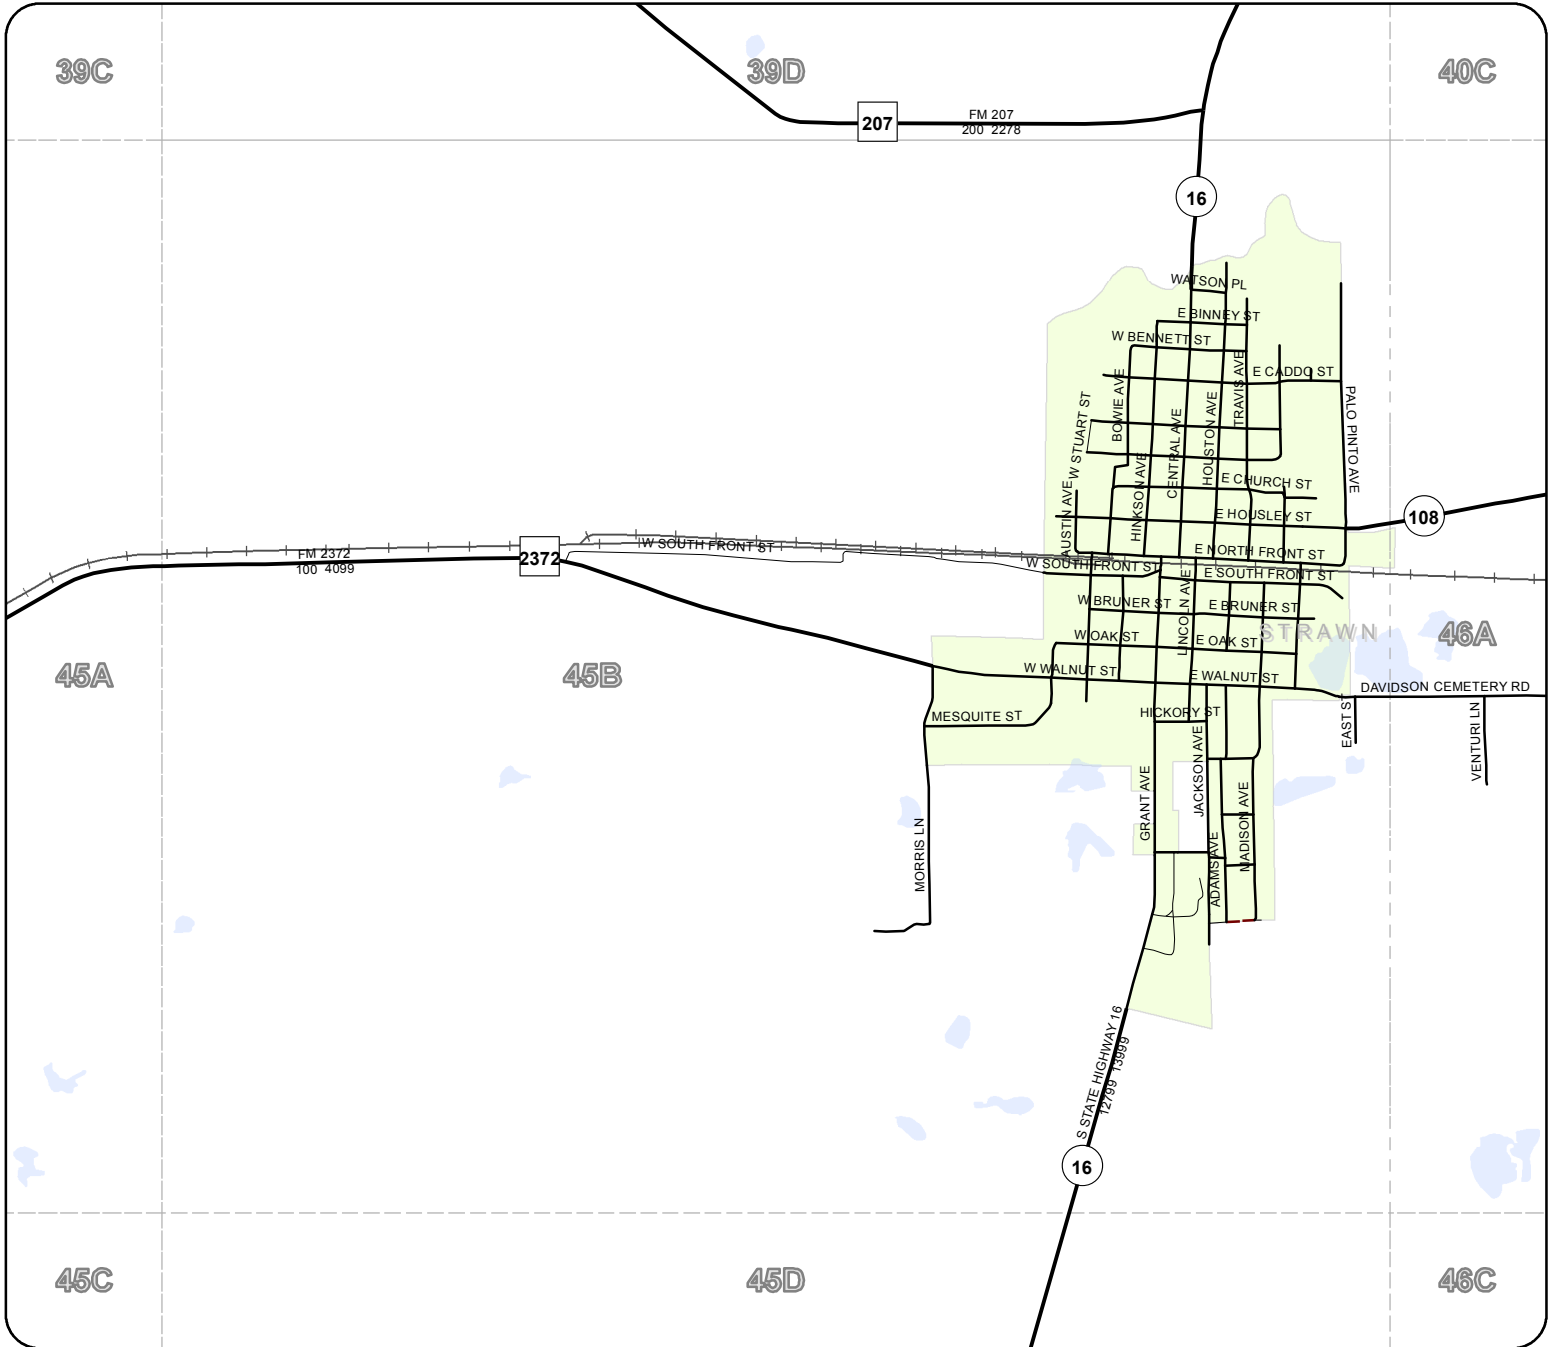 39C
39D
40C
207
FM 207
200 2278
16
WATSON PL
E BINNEY ST
W BENNETT ST
E CADDO ST
TRAVIS AVE
BOWIE AVE
W STUART ST
HOUSTON AVE
CENTRAL AVE
PALO PINTO AVE
HINKSON AVE
E CHURCH ST
AUSTIN AVE
E HOUSLEY ST
108
FM 2372
100 4099
2372
W SOUTH FRONT ST
E NORTH FRONT ST
W SOUTH FRONT ST
E SOUTH FRONT ST
LINCOLN AVE
W BRUNER ST
E BRUNER ST
STRAWN
46A
W OAK ST
E OAK ST
45A
45B
W WALNUT ST
E WALNUT ST
DAVIDSON CEMETERY RD
MESQUITE ST
HICKORY ST
EAST ST
VENTURI LN
JACKSON AVE
GRANT AVE
MADISON AVE
MORRIS LN
ADAMS AVE
S STATE HIGHWAY 16
12799 13999
16
45C
45D
46C